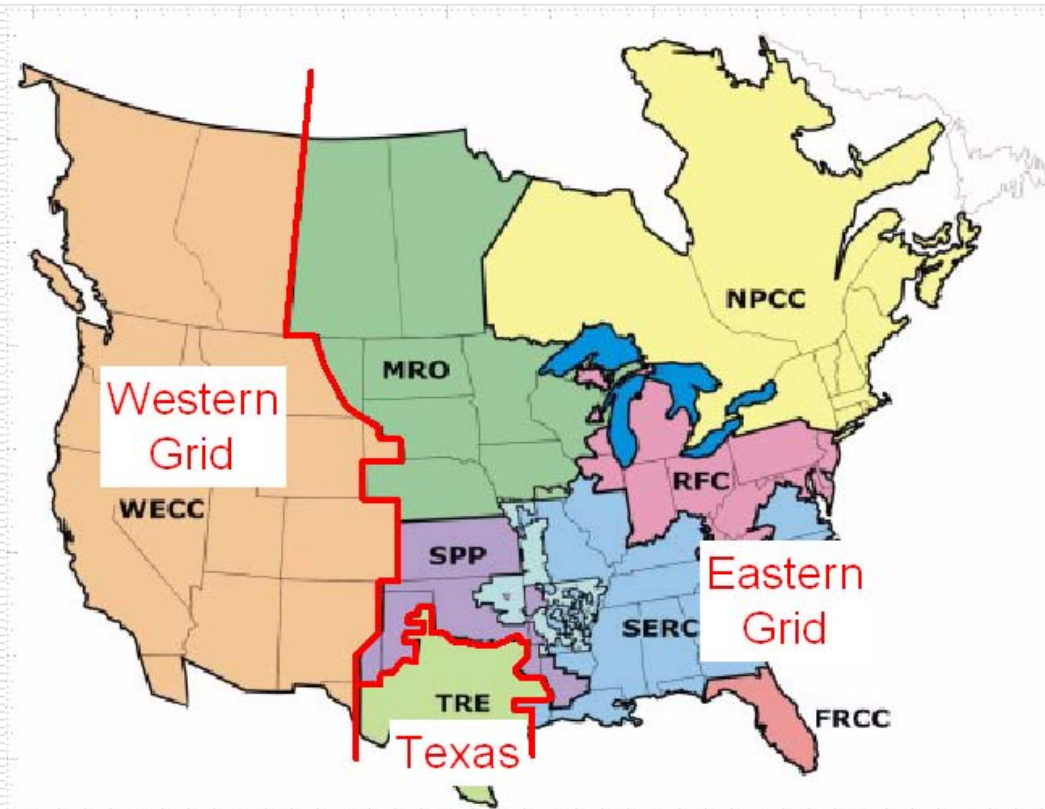 NPCC
MRO
Western
Grid
RFC
WECC
SPP
Eastern
Grid
SERC
TRE
FRCC
Texas